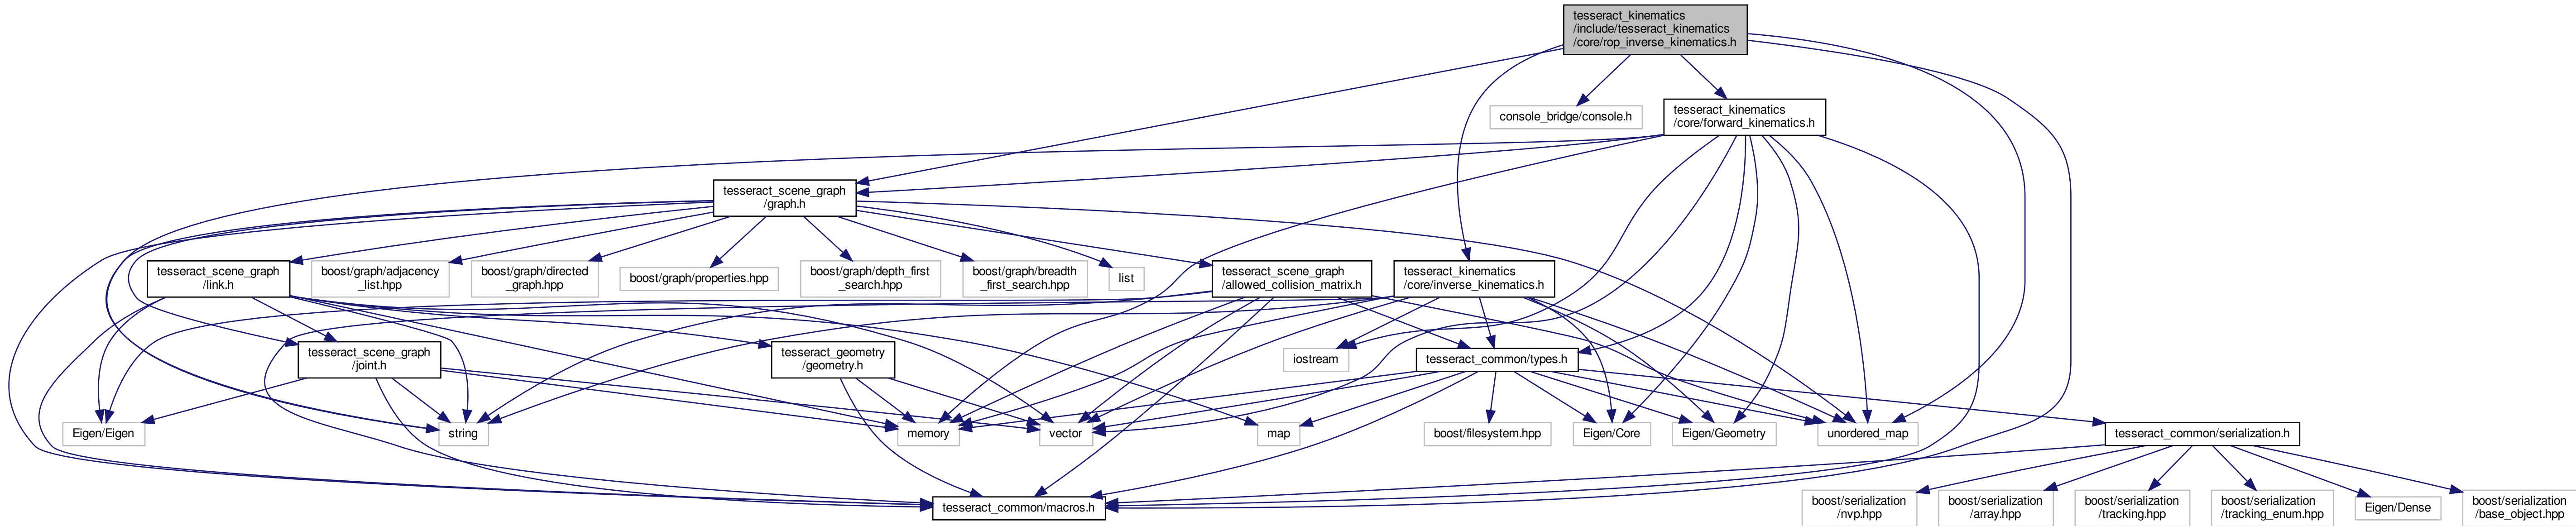 tesseract_kinematics
/include/tesseract_kinematics
/core/rop_inverse_kinematics.h
console_bridge/console.h
tesseract_kinematics
/core/forward_kinematics.h
tesseract_scene_graph
/graph.h
tesseract_scene_graph
/link.h
boost/graph/adjacency
_list.hpp
boost/graph/directed
_graph.hpp
boost/graph/properties.hpp
boost/graph/depth_first
_search.hpp
boost/graph/breadth
_first_search.hpp
list
tesseract_scene_graph
/allowed_collision_matrix.h
tesseract_kinematics
/core/inverse_kinematics.h
tesseract_scene_graph
/joint.h
tesseract_geometry
/geometry.h
iostream
tesseract_common/types.h
Eigen/Eigen
string
memory
vector
map
boost/filesystem.hpp
Eigen/Core
Eigen/Geometry
unordered_map
tesseract_common/serialization.h
tesseract_common/macros.h
boost/serialization
/nvp.hpp
boost/serialization
/array.hpp
boost/serialization
/tracking.hpp
boost/serialization
/tracking_enum.hpp
Eigen/Dense
boost/serialization
/base_object.hpp